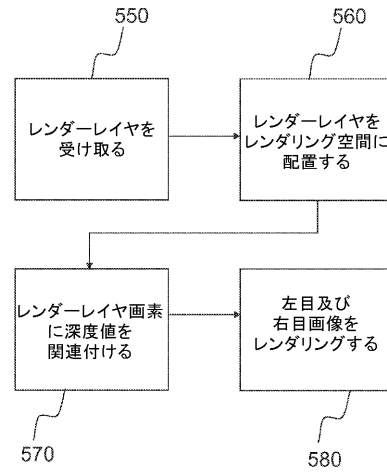 550
560
レンダーレイヤを
受け取る
レンダーレイヤを
レンダリング空間に
配置する
レンダーレイヤ画素
に深度値を
関連付ける
左目及び
右目画像を
レンダリングする
570
580